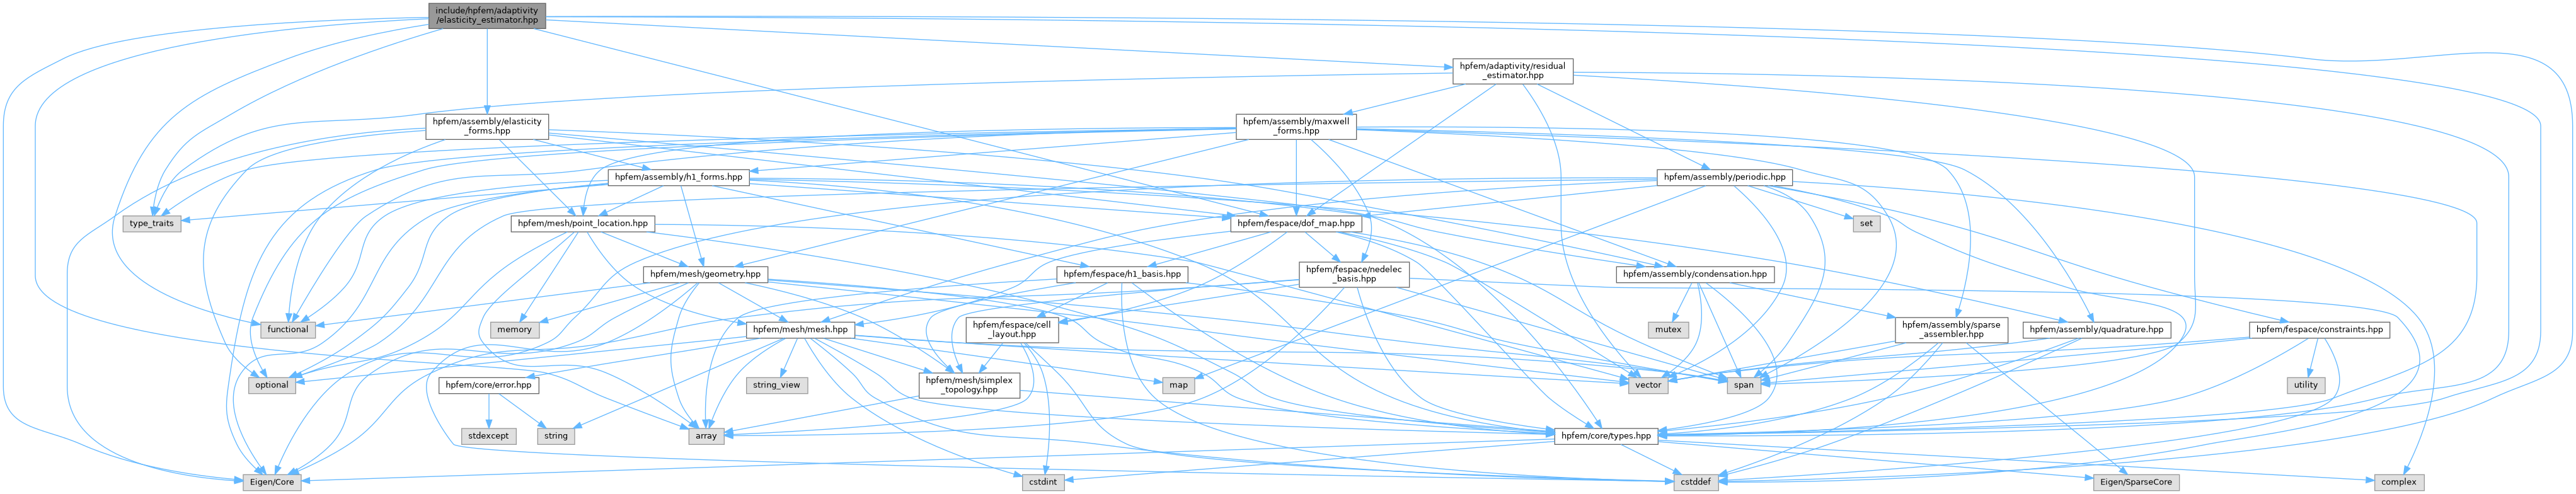 include/hpfem/adaptivity
/elasticity_estimator.hpp
hpfem/adaptivity/residual
_estimator.hpp
hpfem/assembly/elasticity
_forms.hpp
hpfem/assembly/maxwell
_forms.hpp
hpfem/assembly/h1_forms.hpp
hpfem/assembly/periodic.hpp
type_traits
hpfem/mesh/point_location.hpp
hpfem/fespace/dof_map.hpp
set
hpfem/mesh/geometry.hpp
hpfem/fespace/h1_basis.hpp
hpfem/fespace/nedelec
_basis.hpp
hpfem/assembly/condensation.hpp
functional
memory
hpfem/mesh/mesh.hpp
hpfem/fespace/cell
_layout.hpp
mutex
hpfem/assembly/sparse
_assembler.hpp
hpfem/assembly/quadrature.hpp
hpfem/fespace/constraints.hpp
optional
hpfem/core/error.hpp
string_view
hpfem/mesh/simplex
_topology.hpp
map
vector
span
utility
stdexcept
string
array
hpfem/core/types.hpp
Eigen/Core
cstdint
cstddef
Eigen/SparseCore
complex